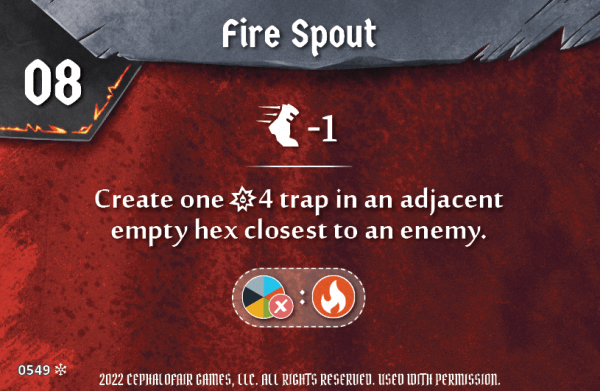 Fire Spout
08
-1
Create one 4 trap in an adjacent
empty hex closest to an enemy.
:
0549
2022 CEPHALOFAIR GAMES, LLC. ALL RIGHTS RESERVED. USED WITH PERMISSION.